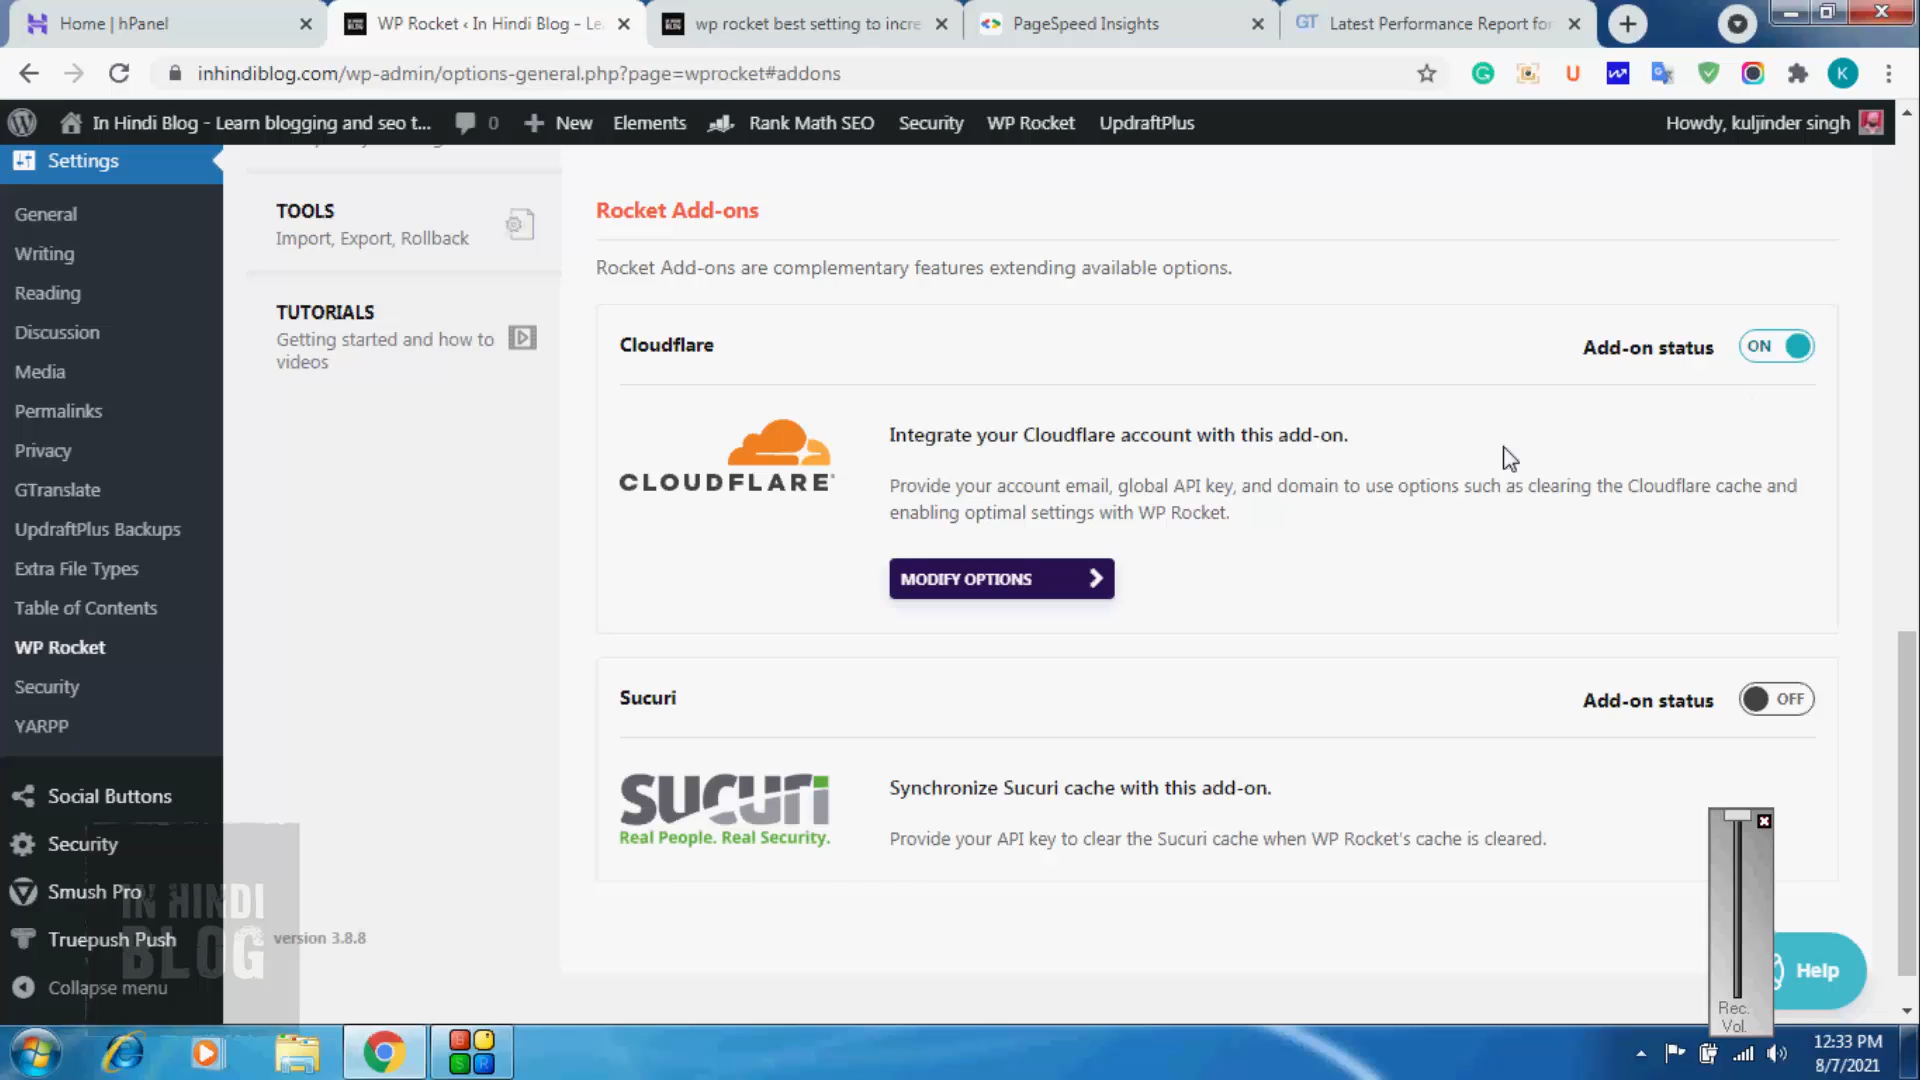 Home | hPanel
WP Rocket ‹ In Hindi Blog - Le
wp rocket best setting to incre
PageSpeed Insights
GT Latest Performance Report for
inhindiblog.com/wp-admin/options-general.php?page=wprocket#addons
K
In Hindi Blog - Learn blogging and seo t...
0
New
Elements
Rank Math SEO
Security
WP Rocket
UpdraftPlus
Howdy, kuljinder singh
Settings
General
Writing
Reading
Discussion
Media
Permalinks
Privacy
GTranslate
UpdraftPlus Backups
Extra File Types
Table of Contents
WP Rocket
Security
YARPP
Social Buttons
Security
Smush Pro
Truepush Push
Collapse menu
IN HINDI
BLOG
TOOLS
Import, Export, Rollback
TUTORIALS
Getting started and how to
videos
version 3.8.8
Rocket Add-ons
Rocket Add-ons are complementary features extending available options.
Cloudflare
Add-on status
ON
CLOUDFLARE
Integrate your Cloudflare account with this add-on.
Provide your account email, global API key, and domain to use options such as clearing the Cloudflare cache and
enabling optimal settings with WP Rocket.
MODIFY OPTIONS
Sucuri
Add-on status
OFF
SUCURI
Real People. Real Security.
Synchronize Sucuri cache with this add-on.
Provide your API key to clear the Sucuri cache when WP Rocket's cache is cleared.
Rec.
Vol.
Help
12:33 PM
8/7/2021